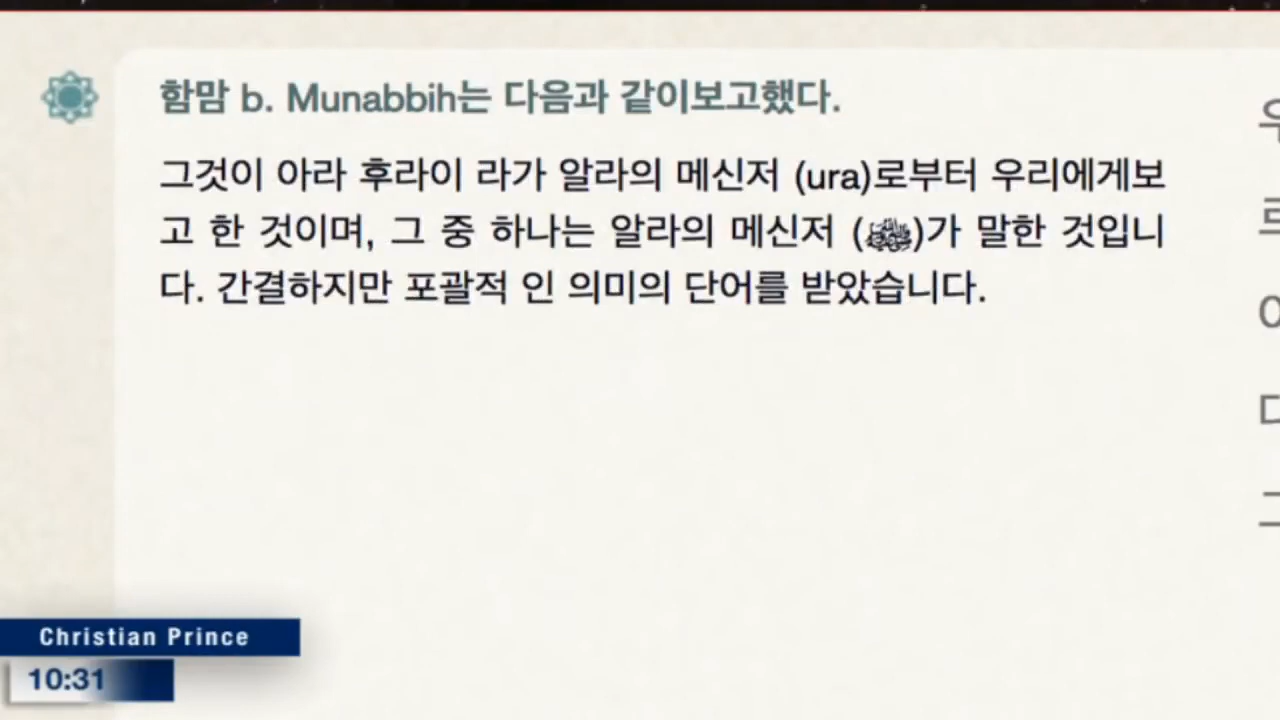 함맘 b. Munabbih는 다음과 같이보고했다.
그것이 아라 후라이 라가 알라의 메신저 (ura)로부터 우리에게보
고 한 것이며, 그 중 하나는 알라의 메신저 (ﷺ)가 말한 것입니
다. 간결하지만 포괄적 인 의미의 단어를 받았습니다.
Christian Prince
10:31